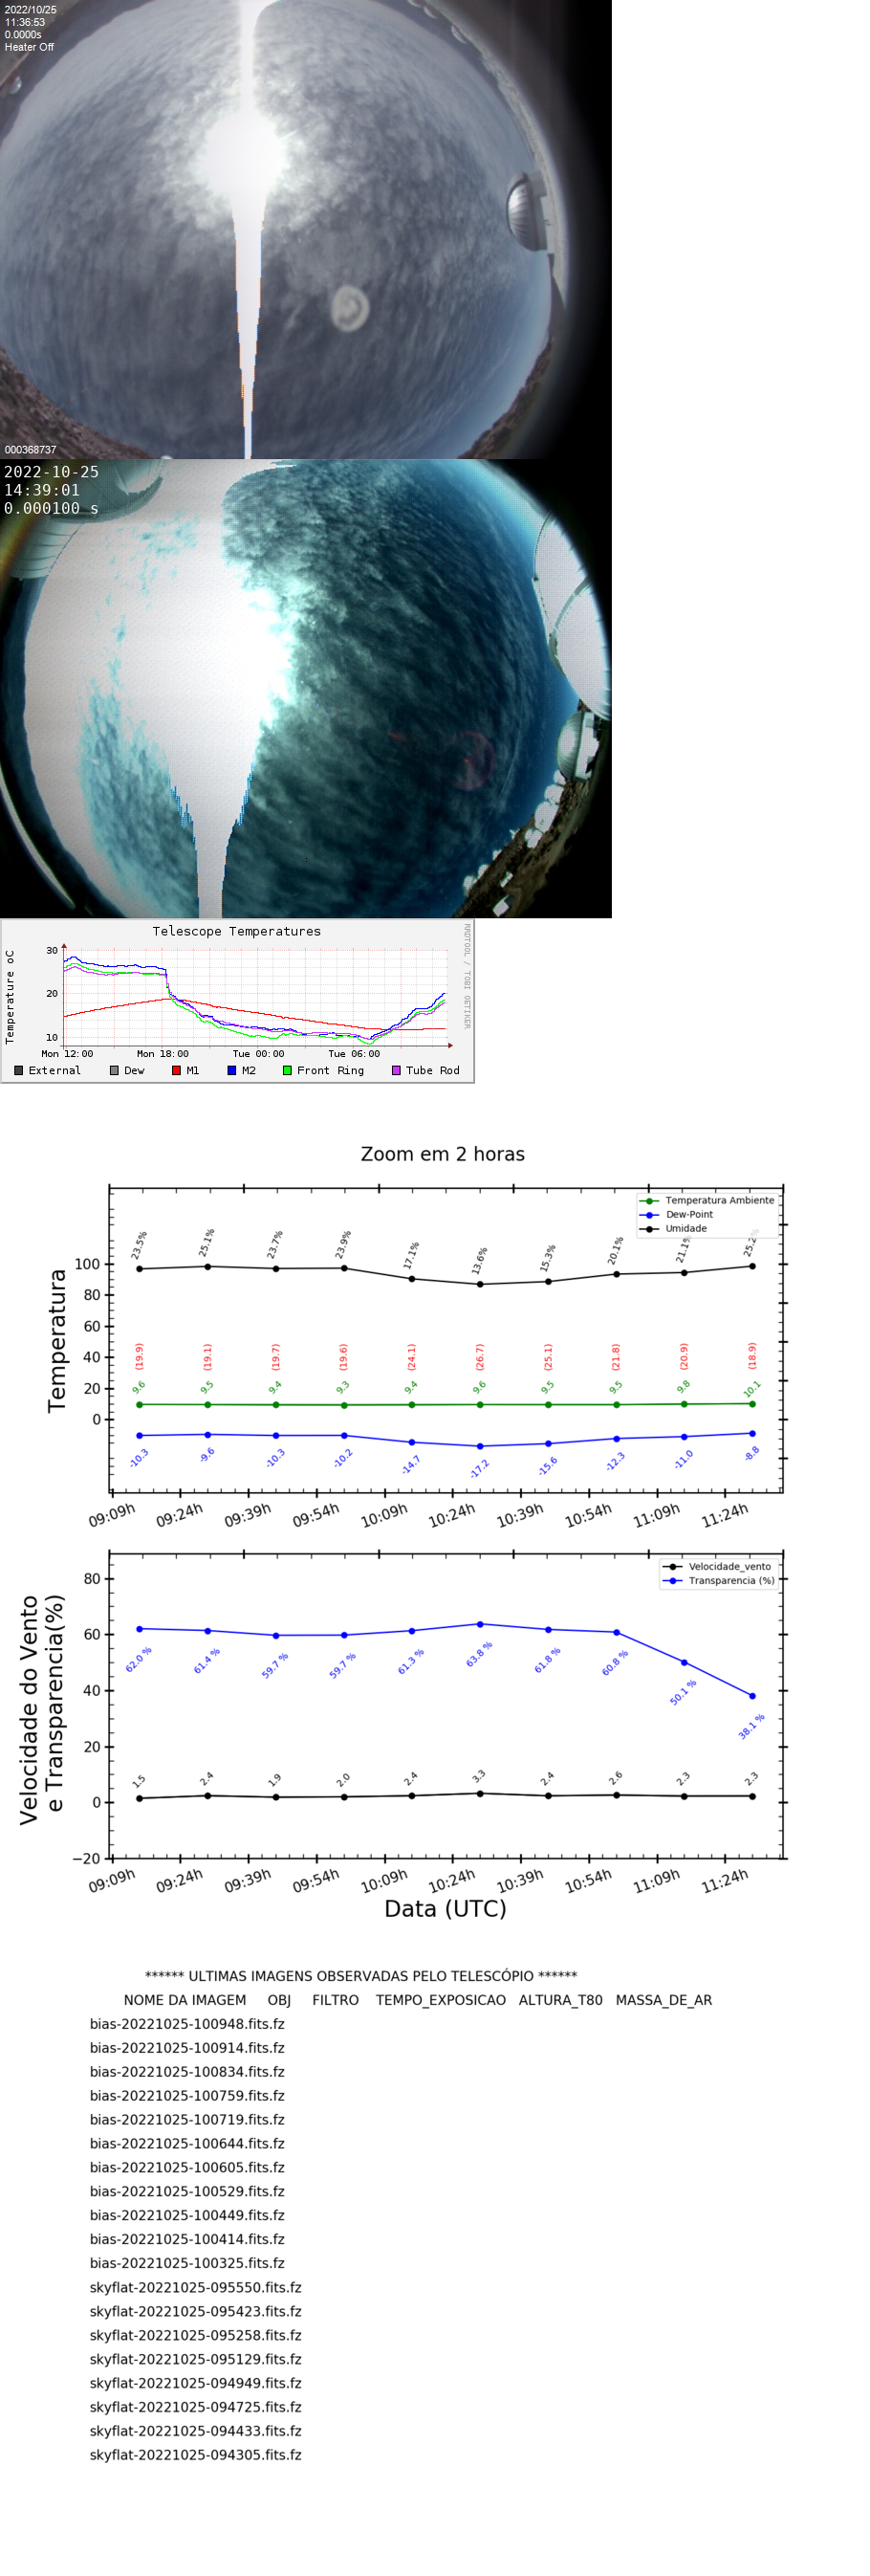 2022/10/25
11:36:53
0.0000s
Heater Off
000368737
2022-10-25
14:39:01
0.000100 s
Telescope Temperatures
RRDTOOL / TOBI OETIKER
Temperature oC
30
20
10
Mon 12:00 Mon 18:00 Tue 00:00 Tue 06:00
External Dew M1 M2 Front Ring Tube Rod
Zoom em 2 horas
Temperatura Ambiente
Dew-Point
Umidade
Temperatura
23.5% 25.1% 23.7% 23.9% 17.1% 13.6% 15.3% 20.1% 21.1%
100
80
60
40
20
0
(19.9) (19.1) (19.7) (19.6) (24.1) (26.7) (25.1) (21.8) (20.9) (18.9)
9.6 9.5 9.4 9.3 9.4 9.6 9.5 9.5 9.8 10.1
-10.3 -9.6 -10.3 -10.2 -14.7 -17.2 -15.6 -12.3 -11.0 -8.8
09:09h 09:24h 09:39h 09:54h 10:09h 10:24h 10:39h 10:54h 11:09h 11:24h
Velocidade_vento
Transparencia (%)
Velocidade do Vento
e Transparencia(%)
80
60
40
20
0
−20
62.0 % 61.4 % 59.7 % 59.7 % 61.3 % 63.8 % 61.8 % 60.8 % 50.1 % 38.1 %
1.5 2.4 1.9 2.0 2.4 3.3 2.4 2.6 2.3 2.3
09:09h 09:24h 09:39h 09:54h 10:09h 10:24h 10:39h 10:54h 11:09h 11:24h
Data (UTC)
****** ULTIMAS IMAGENS OBSERVADAS PELO TELESCÓPIO ******
NOME DA IMAGEM OBJ FILTRO TEMPO_EXPOSICAO ALTURA_T80 MASSA_DE_AR
bias-20221025-100948.fits.fz
bias-20221025-100914.fits.fz
bias-20221025-100834.fits.fz
bias-20221025-100759.fits.fz
bias-20221025-100719.fits.fz
bias-20221025-100644.fits.fz
bias-20221025-100605.fits.fz
bias-20221025-100529.fits.fz
bias-20221025-100449.fits.fz
bias-20221025-100414.fits.fz
bias-20221025-100325.fits.fz
skyflat-20221025-095550.fits.fz
skyflat-20221025-095423.fits.fz
skyflat-20221025-095258.fits.fz
skyflat-20221025-095129.fits.fz
skyflat-20221025-094949.fits.fz
skyflat-20221025-094725.fits.fz
skyflat-20221025-094433.fits.fz
skyflat-20221025-094305.fits.fz